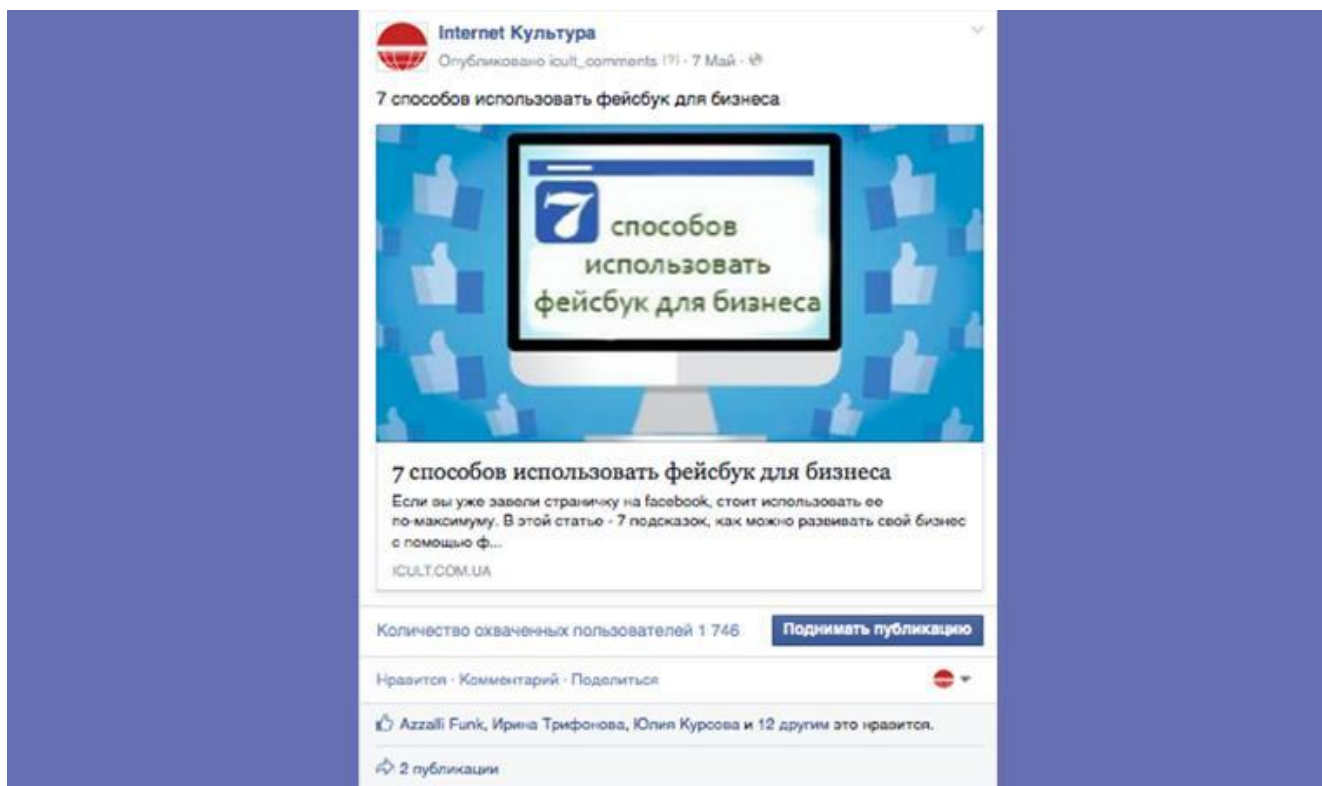 Internet Культура
Опубликовано icult_comments [?] · 7 Май ·
7 способов использовать фейсбук для бизнеса
7 способов
использовать
фейсбук для бизнеса
7 способов использовать фейсбук для бизнеса
Если вы уже завели страничку на facebook, стоит использовать ее
по-максимуму. В этой статье - 7 подсказок, как можно развивать свой бизнес
с помощью ф...
ICULT.COM.UA
Количество охваченных пользователей 1 746 Поднимать публикацию
Нравится · Комментарий · Поделиться
Azzalli Funk, Ирина Трифонова, Юлия Курсова и 12 другим это нравится.
2 публикации